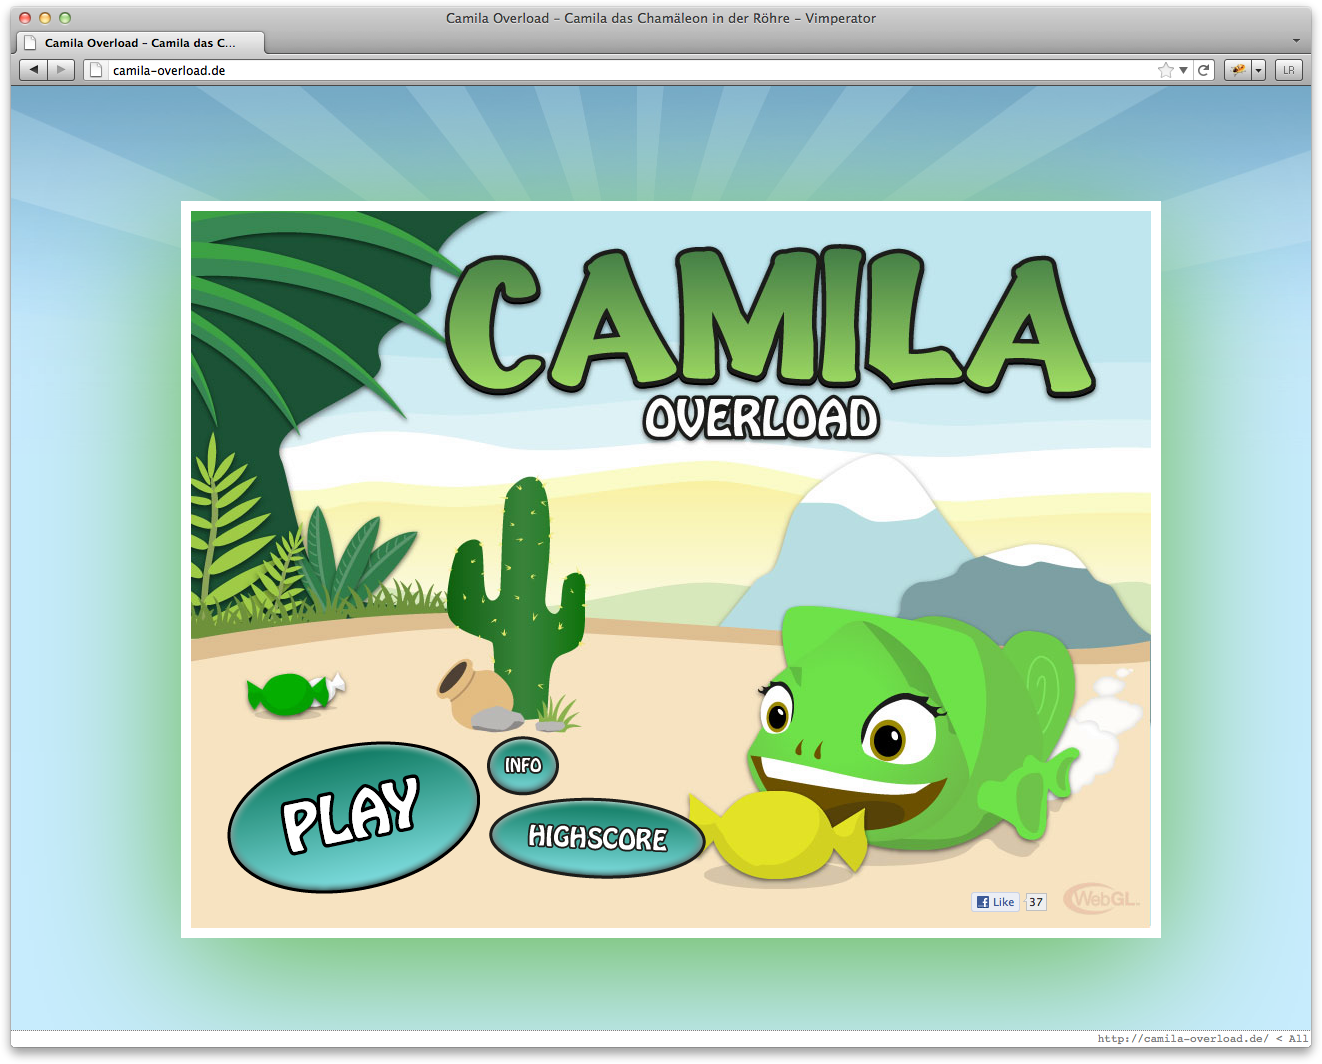 Camila Overload – Camila das Chamäleon in der Röhre – Vimperator
Camila Overload – Camila das C...
camila-overload.de
LR
CAMILA
OVERLOAD
PLAY
INFO
HIGHSCORE
Like 37
WebGL
http://camila-overload.de/ < All